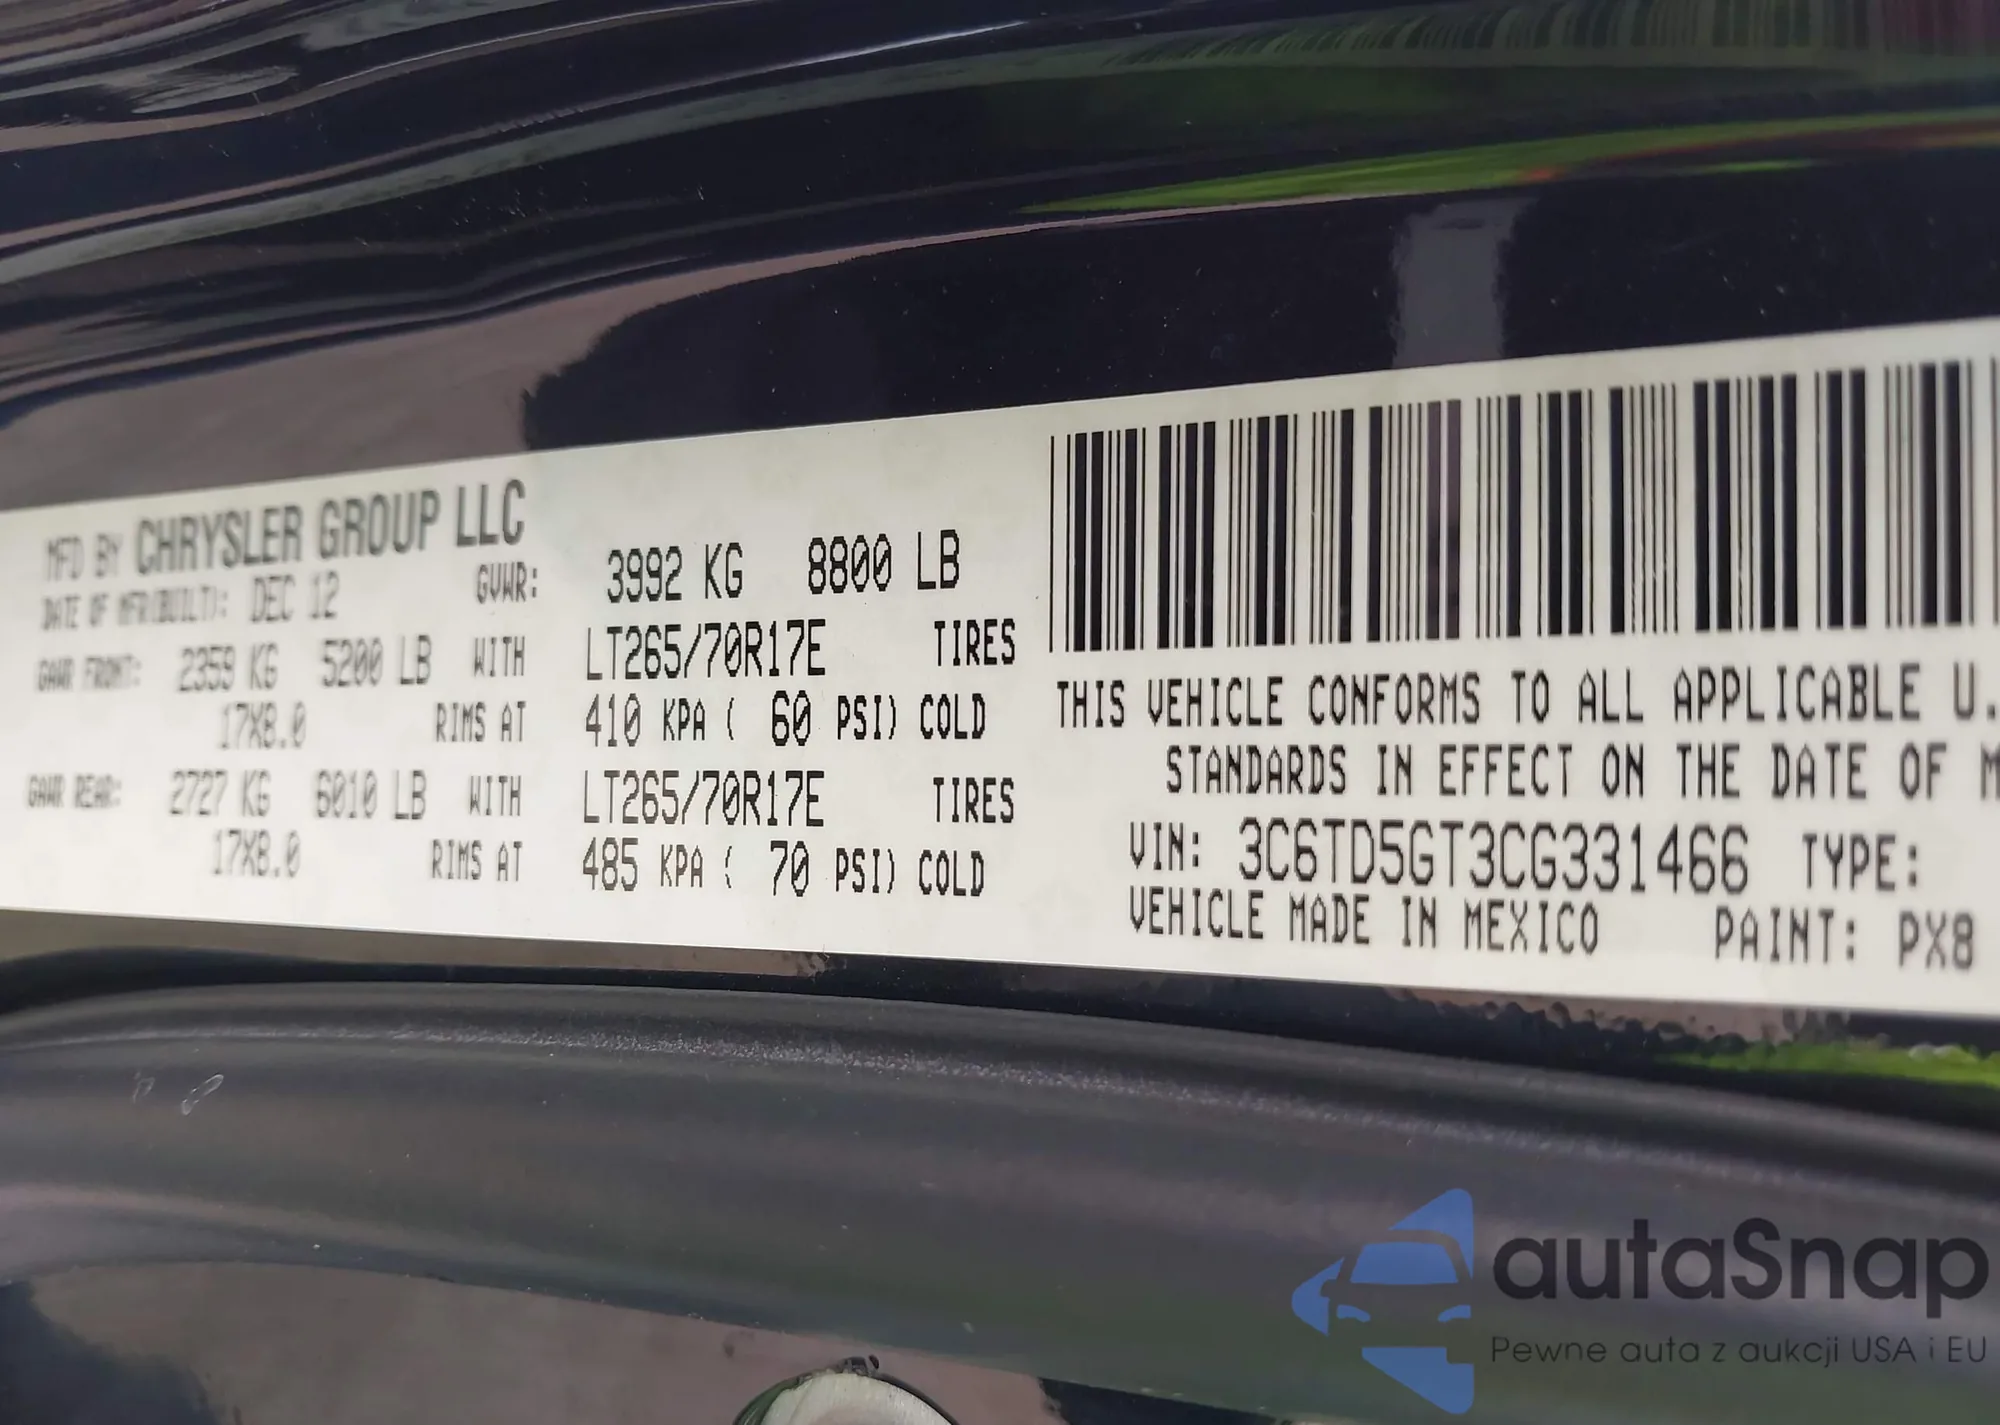 MFD BY CHRYSLER GROUP LLC
DATE OF MFR(BUILT): DEC 12 GVWR: 3992 KG 8800 LB
GAWR FRONT: 2359 KG 5200 LB WITH LT265/70R17E TIRES
17X8.0 RIMS AT 410 KPA ( 60 PSI) COLD
GAWR REAR: 2727 KG 6010 LB WITH LT265/70R17E TIRES
17X8.0 RIMS AT 485 KPA ( 70 PSI) COLD
THIS VEHICLE CONFORMS TO ALL APPLICABLE U.
STANDARDS IN EFFECT ON THE DATE OF M
VIN: 3C6TD5GT3CG331466 TYPE:
VEHICLE MADE IN MEXICO PAINT: PX8
autaSnap
Pewne auta z aukcji USA i EU